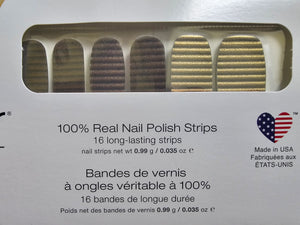 r®
100% Real Nail Polish Strips
16 long-lasting strips
nail strips net wt 0.99 g / 0.035 oz ℮
Bandes de vernis
à ongles véritable à 100%
16 bandes de longue durée
Poids net des bandes de vernis 0.99 g / 0.035 oz ℮
Made in USA
Fabriquées aux
ÉTATS-UNIS